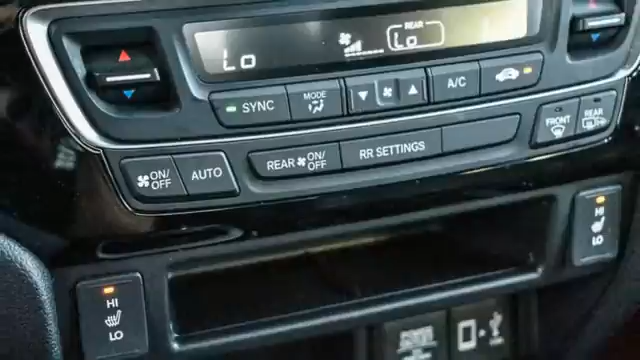 REAR
Lo
Lo
SYNC
MODE
A/C
ON/
OFF
AUTO
REAR ON/
OFF
RR SETTINGS
FRONT
REAR
HI
LO
HI
LO